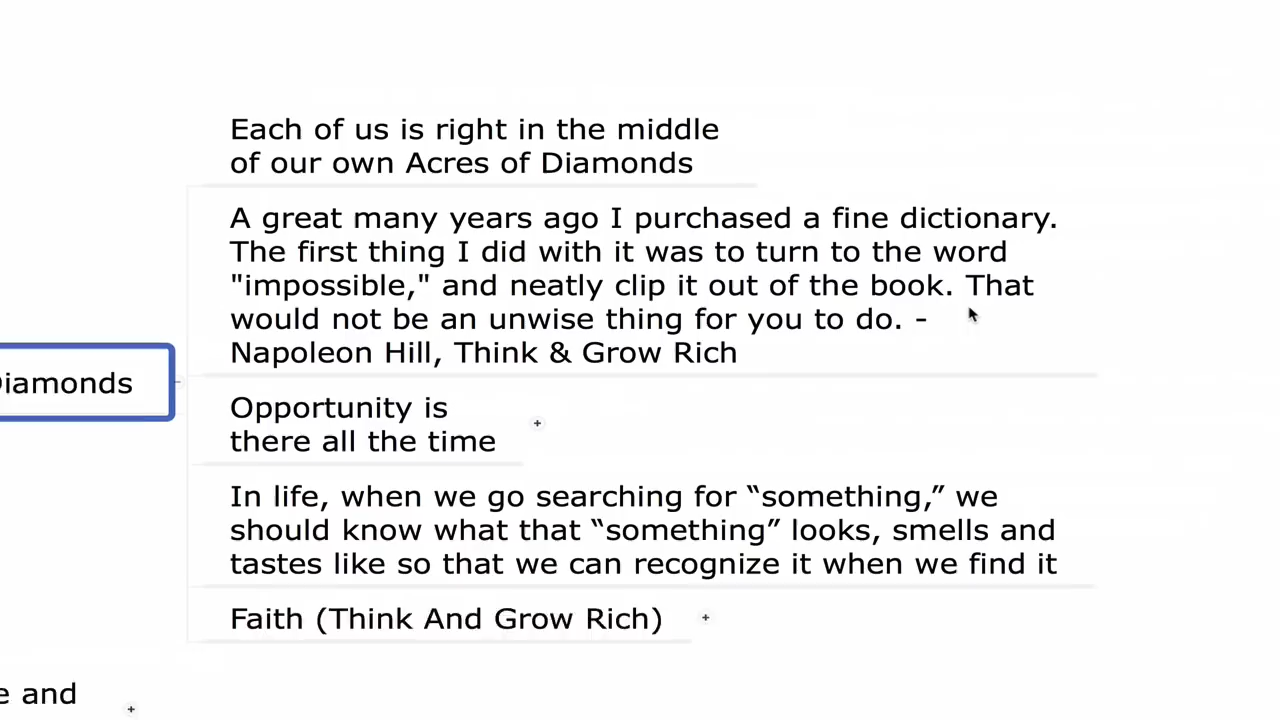 Each of us is right in the middle
of our own Acres of Diamonds
A great many years ago I purchased a fine dictionary.
The first thing I did with it was to turn to the word
"impossible," and neatly clip it out of the book. That
would not be an unwise thing for you to do. -
Napoleon Hill, Think & Grow Rich
Diamonds
Opportunity is
there all the time
In life, when we go searching for “something,” we
should know what that “something” looks, smells and
tastes like so that we can recognize it when we find it
Faith (Think And Grow Rich)
e and